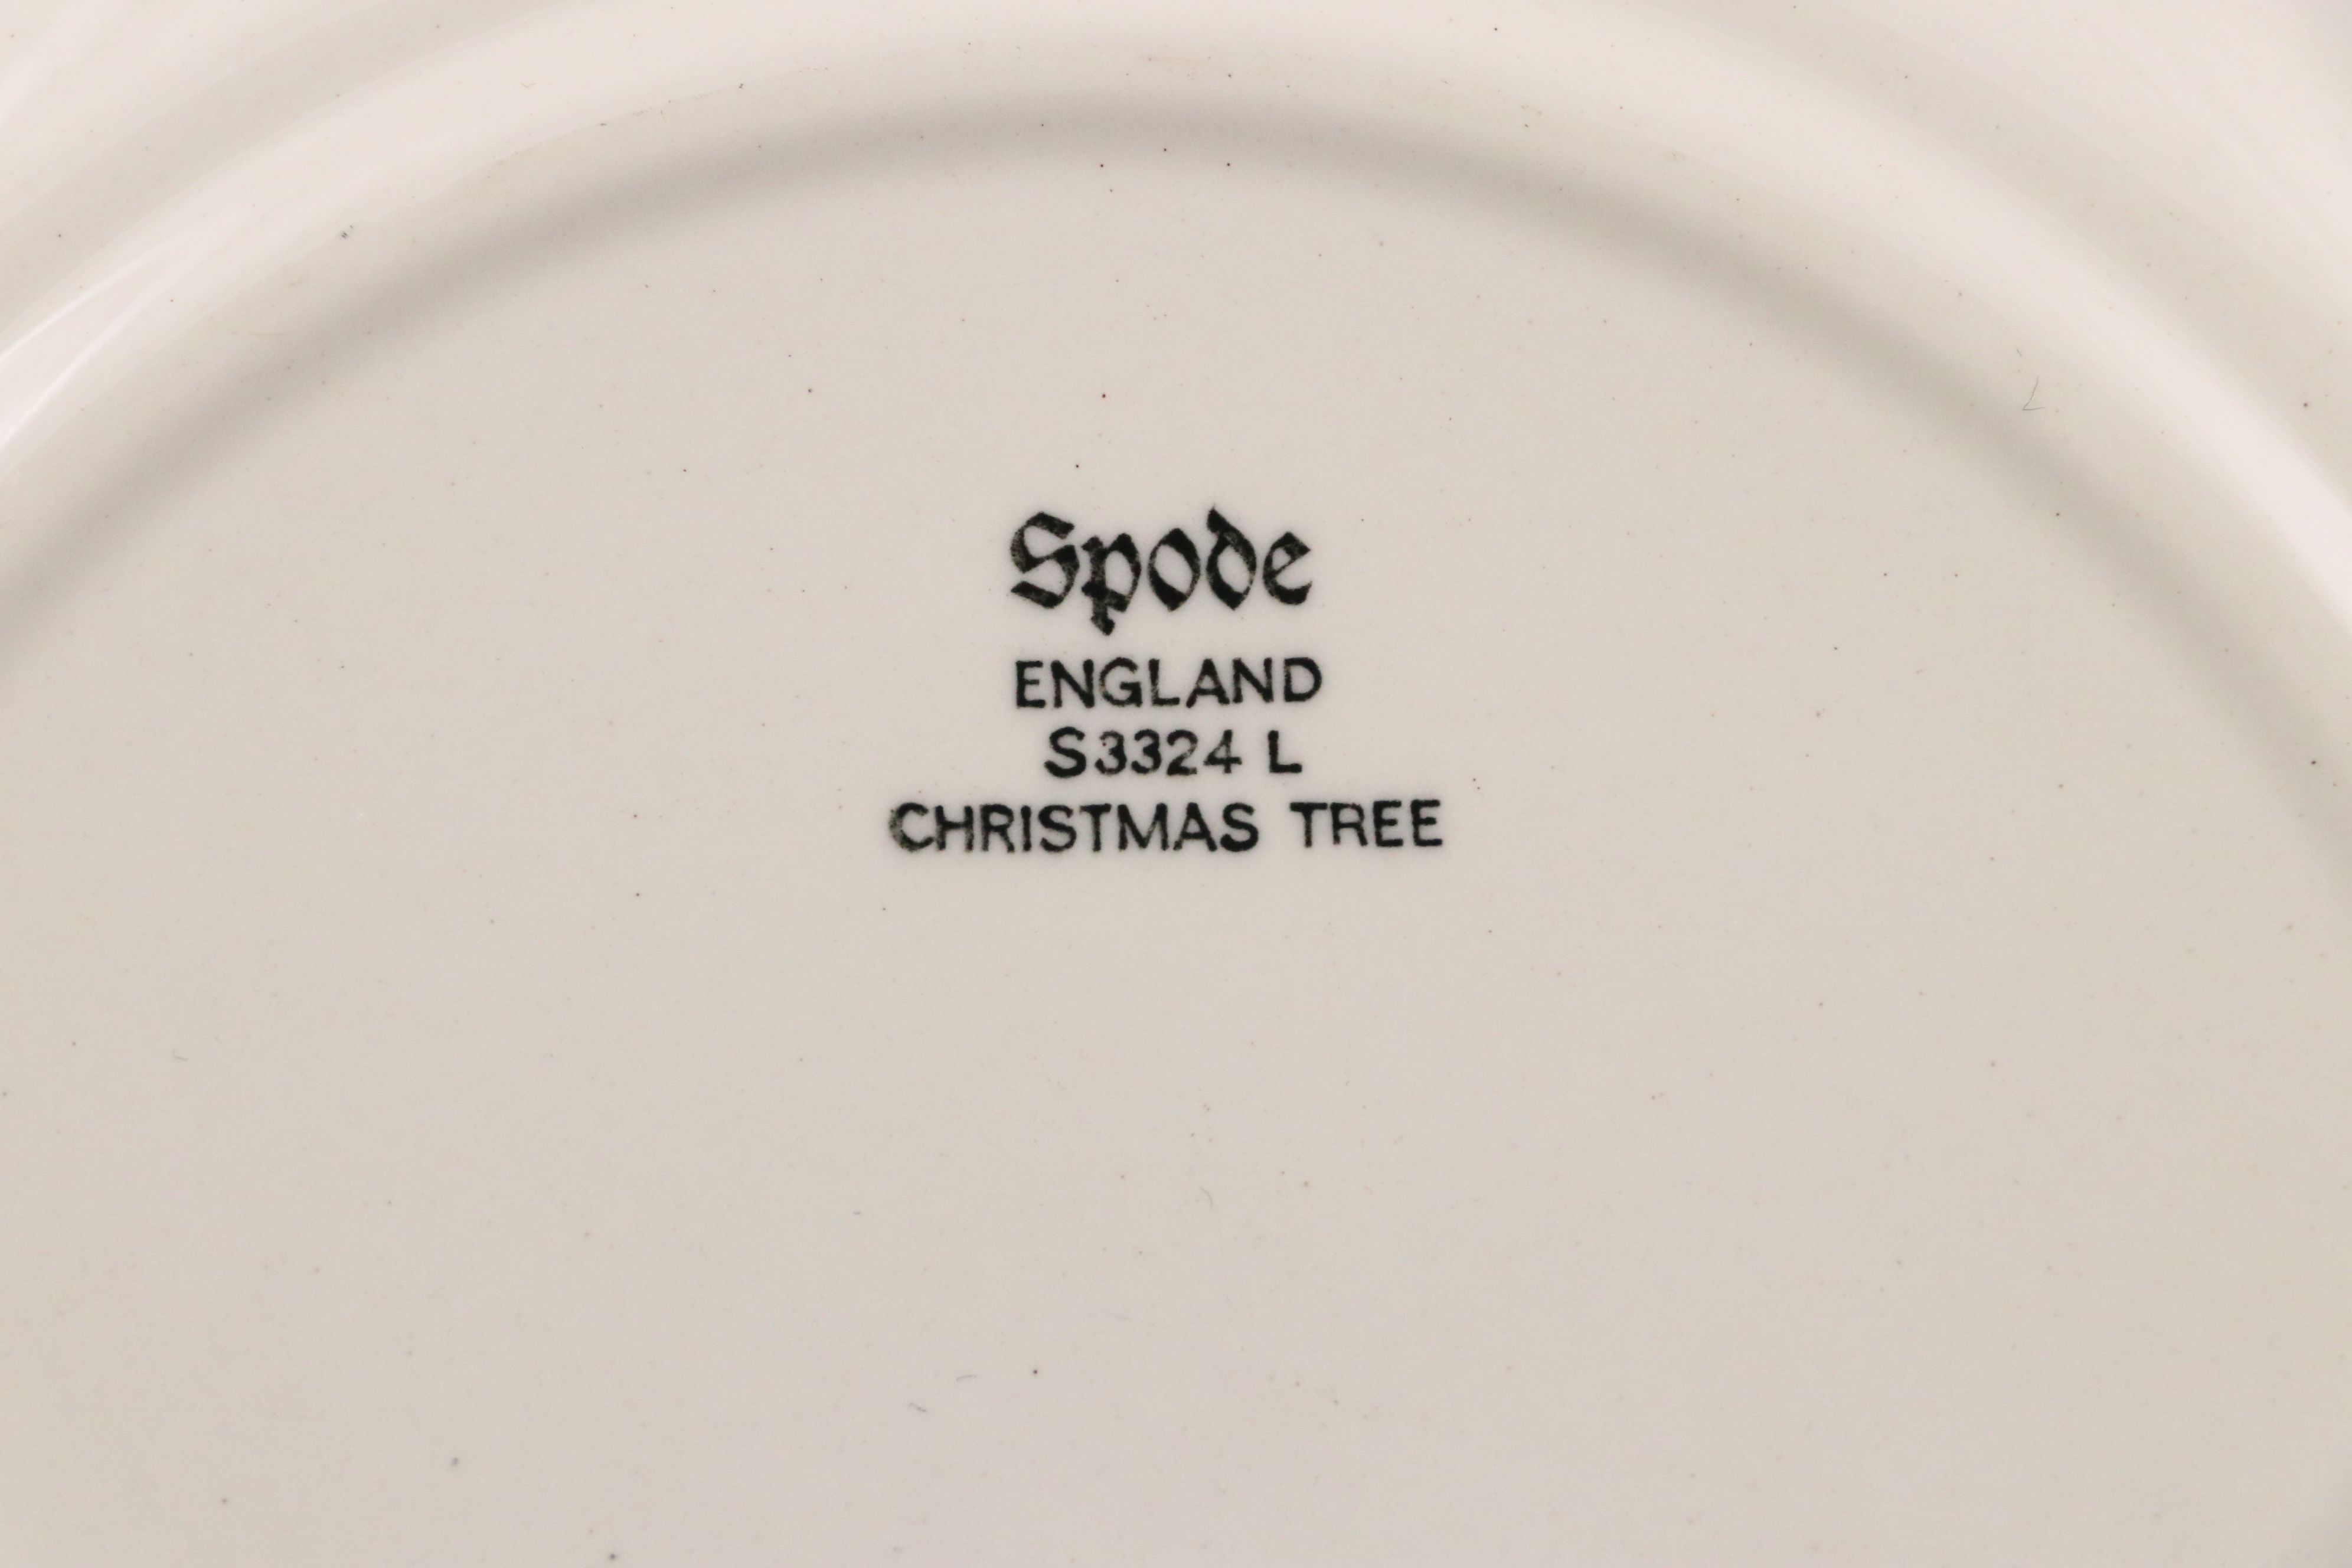 Spode
ENGLAND
S3324 L
CHRISTMAS TREE